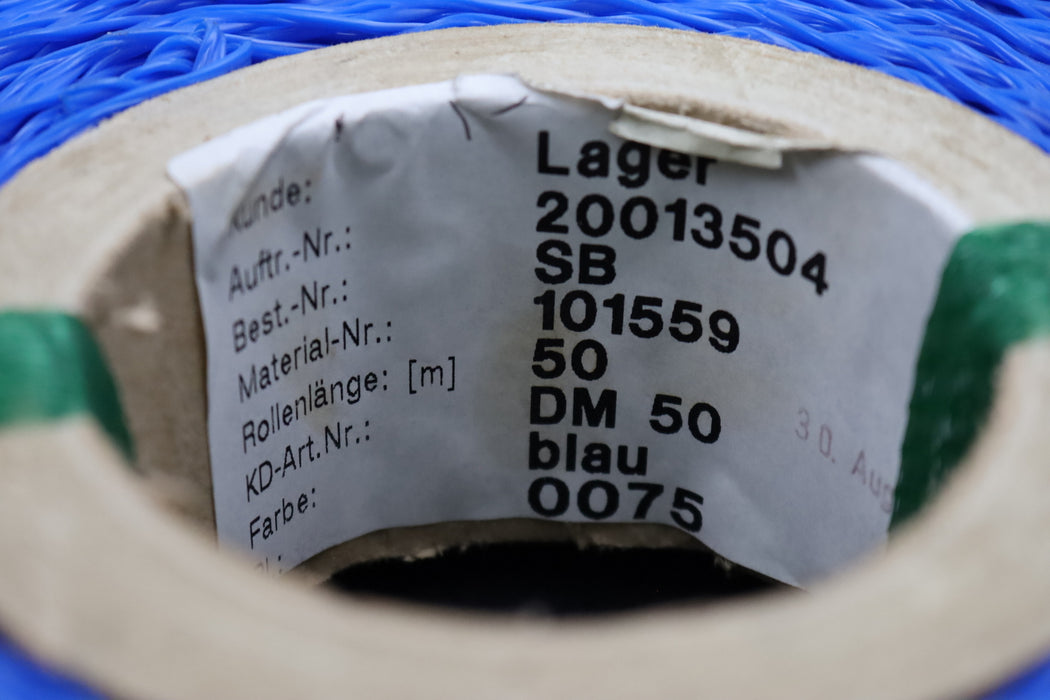 Kunde: Lager
Auftr.-Nr.: 20013504
Best.-Nr.: SB
Material-Nr.: 101559
Rollenlänge: [m] 50
KD-Art.Nr.: DM 50
Farbe: blau
0075
30. Aug